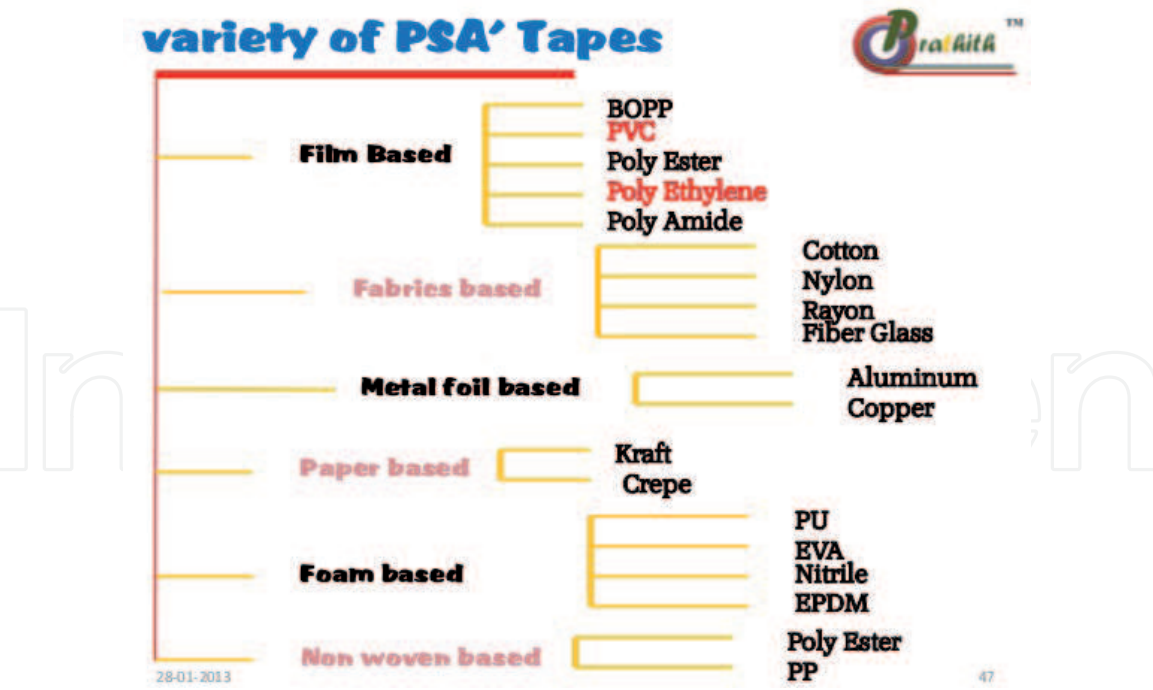 variety of PSA' Tapes
Prathith TM
Film Based
BOPP
PVC
Poly Ester
Poly Ethylene
Poly Amide
Fabrics based
Cotton
Nylon
Rayon
Fiber Glass
Metal foil based
Aluminum
Copper
Paper based
Kraft
Crepe
Foam based
PU
EVA
Nitrile
EPDM
Non woven based
Poly Ester
PP
28-01-2013
47